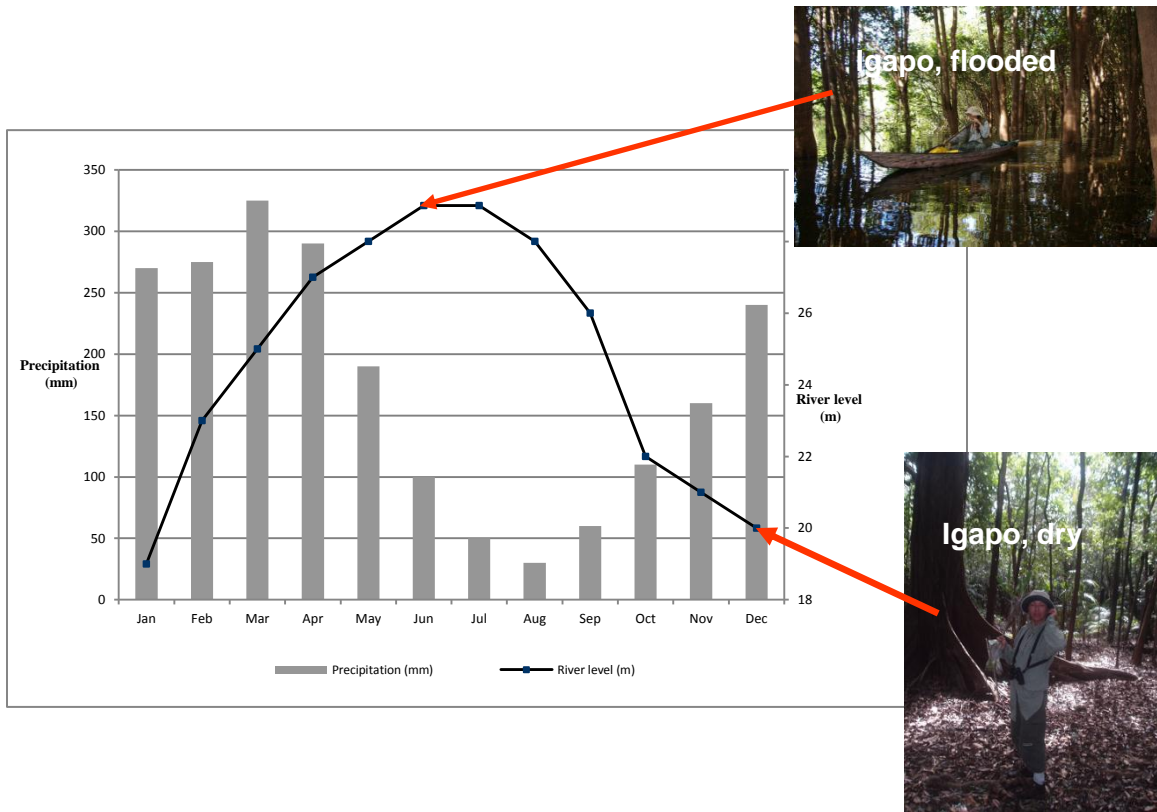 Igapo, flooded
350
300
250
200
150
100
50
0
Precipitation
(mm)
26
24
22
20
18
River level
(m)
Jan Feb Mar Apr May Jun Jul Aug Sep Oct Nov Dec
Precipitation (mm) River level (m)
Igapo, dry